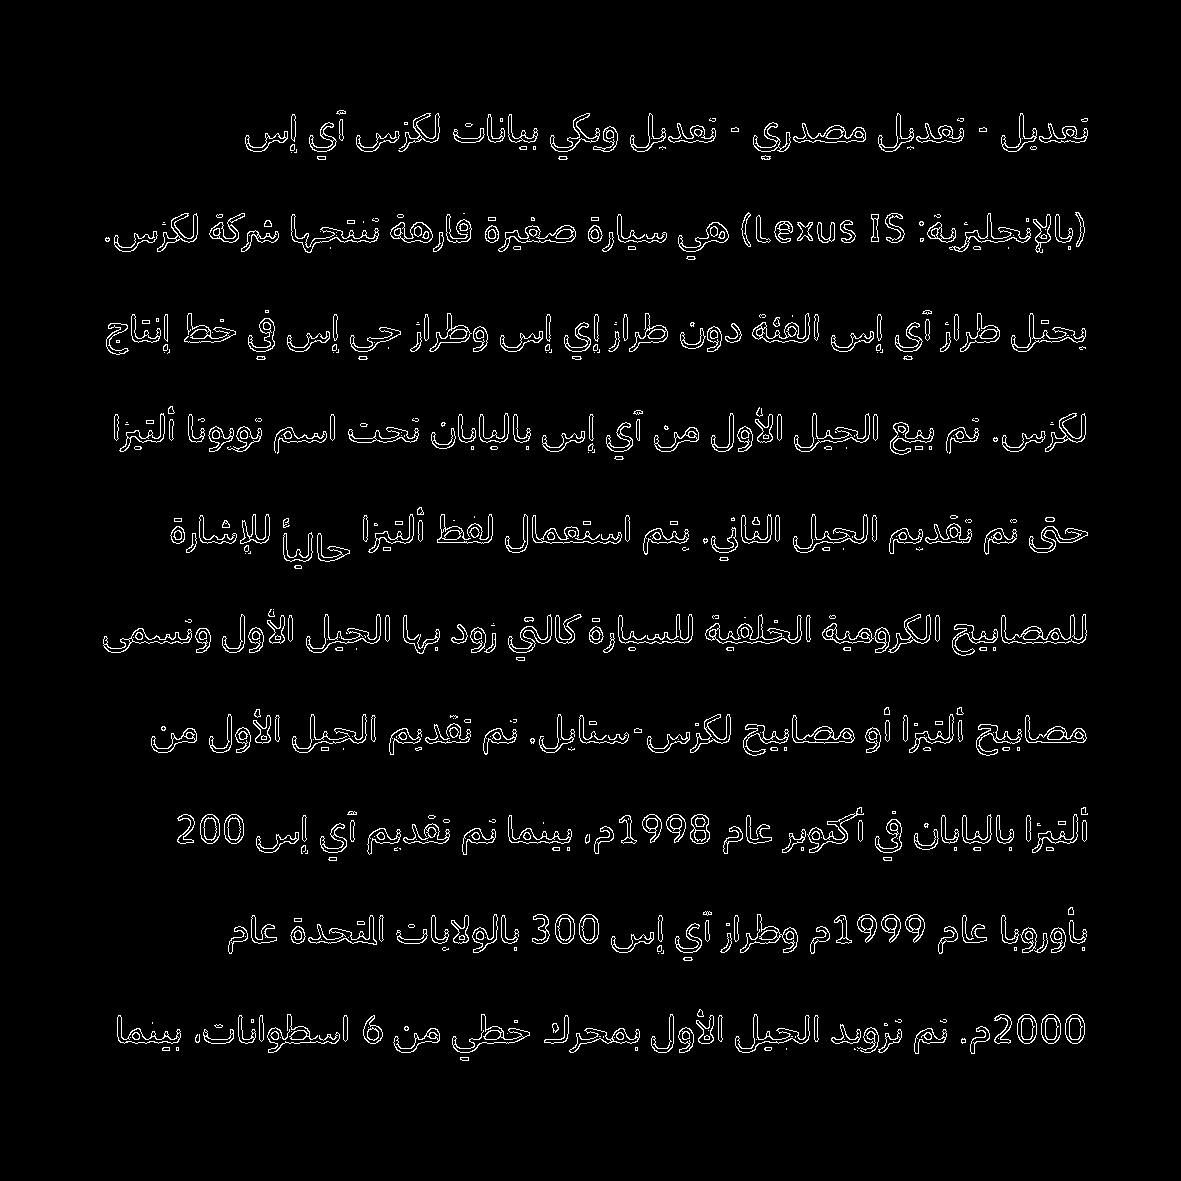 تعديل - تعديل مصدري - تعديل ويكي بيانات لكزس آي إس
(بالإنجليزية: Lexus IS) هي سيارة صغيرة فارهة تنتجها شركة لكزس.
يحتل طراز آي إس الفئة دون طراز إي إس وطراز جي إس في خط إنتاج
لكزس. تم بيع الجيل الأول من آي إس باليابان تحت اسم تويوتا ألتيزا
حتى تم تقديم الجيل الثاني. يتم استعمال لفظ ألتيزا حالياً للإشارة
للمصابيح الكرومية الخلفية للسيارة كالتي زود بها الجيل الأول وتسمى
مصابيح ألتيزا أو مصابيح لكزس-ستايل. تم تقديم الجيل الأول من
ألتيزا باليابان في أكتوبر عام 1998م، بينما تم تقديم آي إس 200
بأوروبا عام 1999م وطراز آي إس 300 بالولايات المتحدة عام
2000م. تم تزويد الجيل الأول بمحرك خطي من 6 اسطوانات، بينما